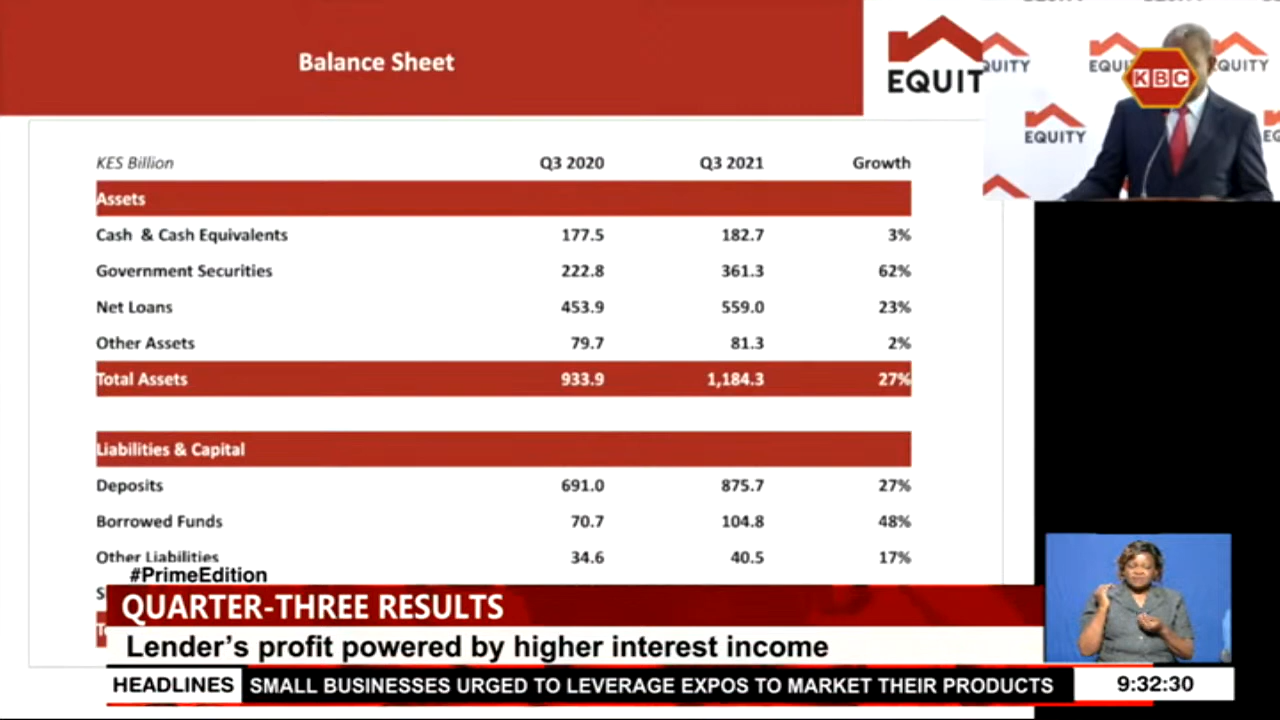 Balance Sheet
EQUIT
QUITY
EQUI
QUITY
KBC
EQUITY
KES Billion Q3 2020 Q3 2021 Growth
Assets
Cash & Cash Equivalents 177.5 182.7 3%
Government Securities 222.8 361.3 62%
Net Loans 453.9 559.0 23%
Other Assets 79.7 81.3 2%
Total Assets 933.9 1,184.3 27%
Liabilities & Capital
Deposits 691.0 875.7 27%
Borrowed Funds 70.7 104.8 48%
Other Liabilities 34.6 40.5 17%
#PrimeEdition
QUARTER-THREE RESULTS
Lender's profit powered by higher interest income
HEADLINES SMALL BUSINESSES URGED TO LEVERAGE EXPOS TO MARKET THEIR PRODUCTS 9:32:30